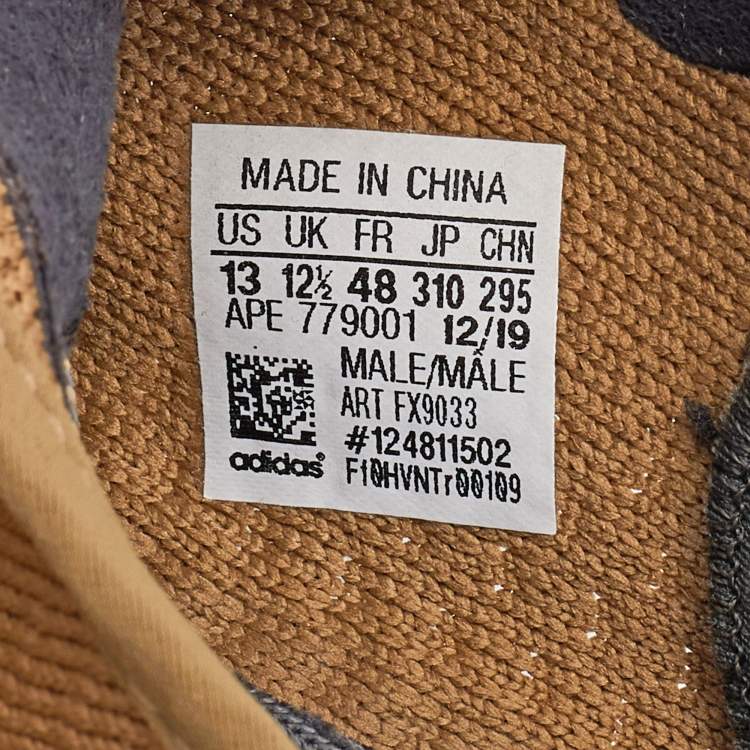 MADE IN CHINA
US UK FR JP CHN
13 12½ 48 310 295
APE 779001 12/19
MALE/MÂLE
ART FX9033
#124811502
F10HVNTr00109
adidas®